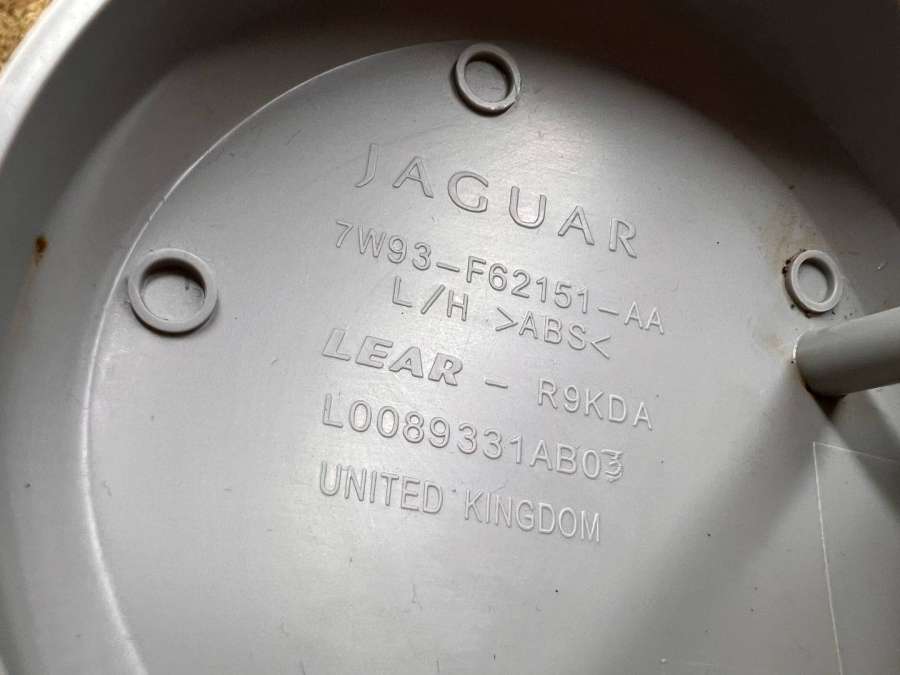 JAGUAR
7W93-F62151-AA
L/H >ABS<
LEAR - R9KDA
L0089331AB03
UNITED KINGDOM